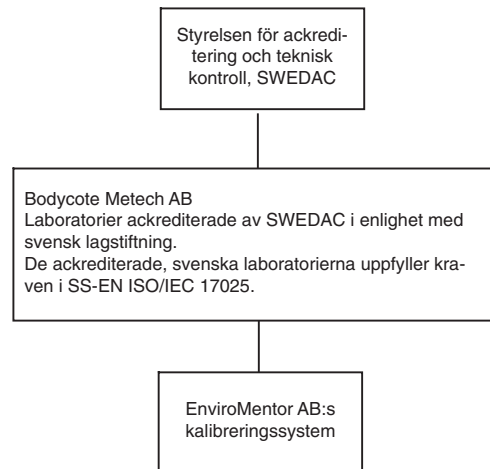 Styrelsen för ackredi-
tering och teknisk
kontroll, SWEDAC
Bodycote Metech AB
Laboratorier ackrediterade av SWEDAC i enlighet med
svensk lagstiftning.
De ackrediterade, svenska laboratorierna uppfyller kra-
ven i SS-EN ISO/IEC 17025.
EnviroMentor AB:s
kalibreringssystem